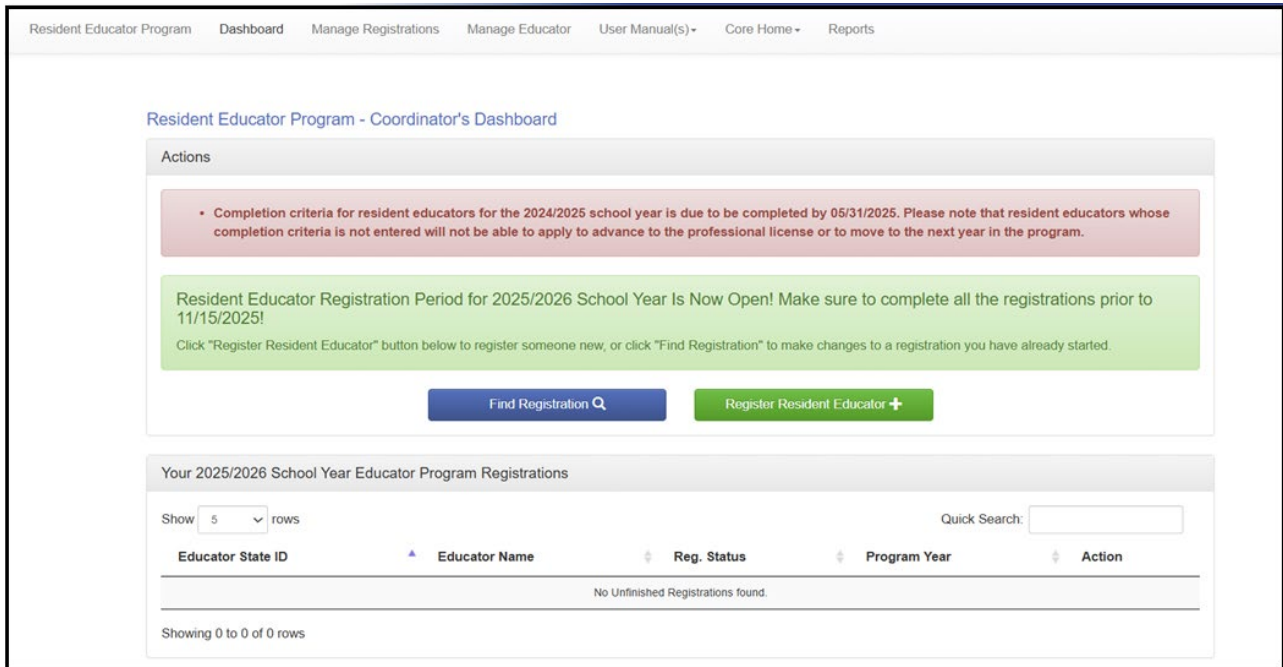 Resident Educator Program Dashboard Manage Registrations Manage Educator User Manual(s) Core Home Reports
Resident Educator Program - Coordinator's Dashboard
Actions
• Completion criteria for resident educators for the 2024/2025 school year is due to be completed by 05/31/2025. Please note that resident educators whose
completion criteria is not entered will not be able to apply to advance to the professional license or to move to the next year in the program.
Resident Educator Registration Period for 2025/2026 School Year Is Now Open! Make sure to complete all the registrations prior to
11/15/2025!
Click "Register Resident Educator" button below to register someone new, or click "Find Registration" to make changes to a registration you have already started.
Find Registration Register Resident Educator
Your 2025/2026 School Year Educator Program Registrations
Show 5 rows Quick Search:
Educator State ID Educator Name Reg. Status Program Year Action
No Unfinished Registrations found.
Showing 0 to 0 of 0 rows